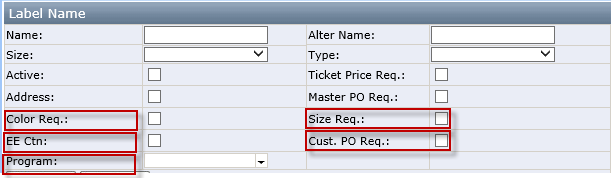 Label Name
Name: Alter Name:
Size: Type:
Active: Ticket Price Req.:
Address: Master PO Req.:
Color Req.: Size Req.:
EE Ctn: Cust. PO Req.:
Program: